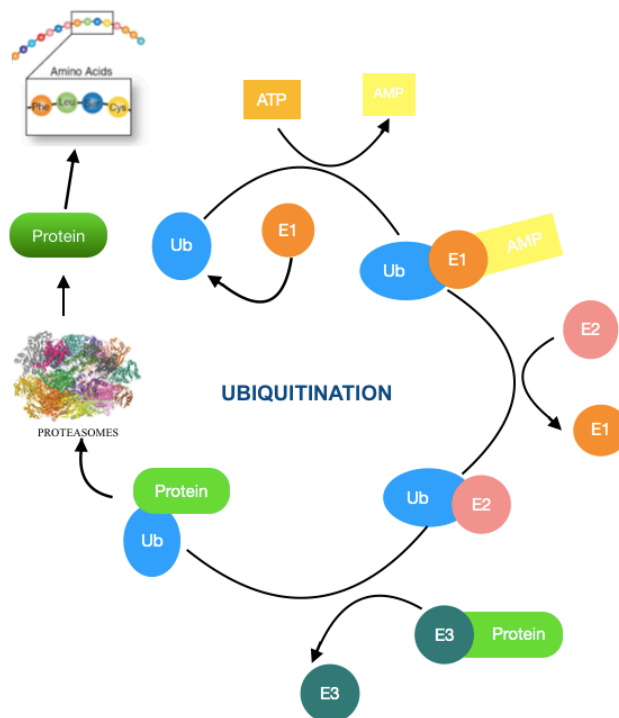 Amino Acids
Phe Leu Cys
ATP
AMP
Protein
Ub
E1
Ub
E1
AMP
E2
E1
UBIQUITINATION
PROTEASOMES
Protein
Ub
Ub
E2
E3
Protein
E3